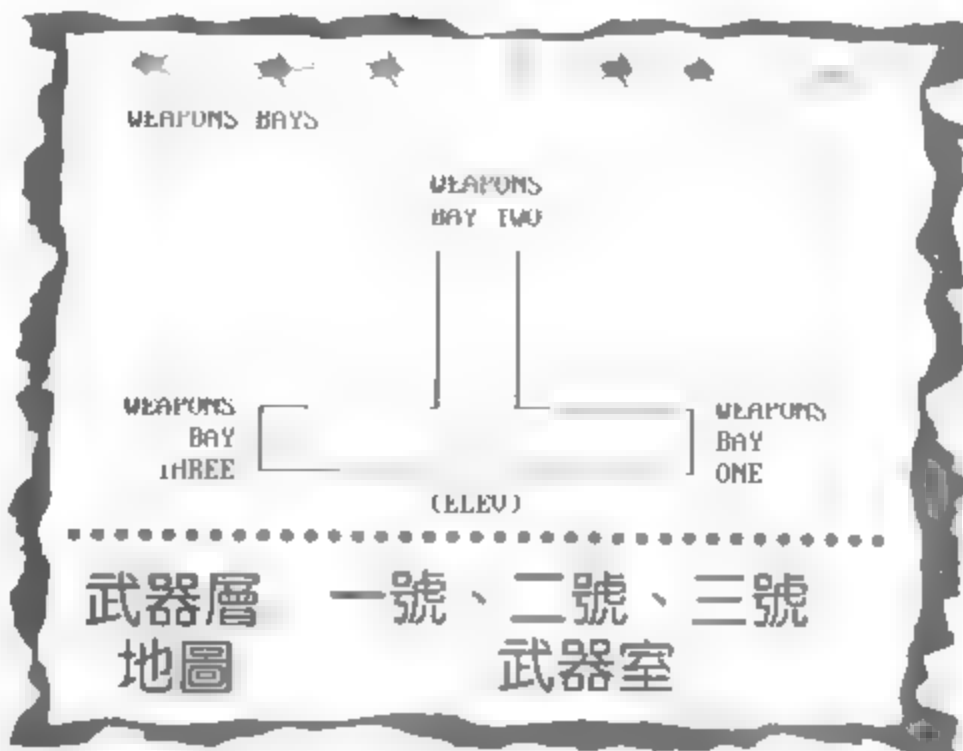 WEAPONS BAYS
WEAPONS
BAY TWO
WEAPONS
BAY
THREE
WEAPONS
BAY
ONE
(ELEV)
武器層 一號、二號、三號
地圖 武器室